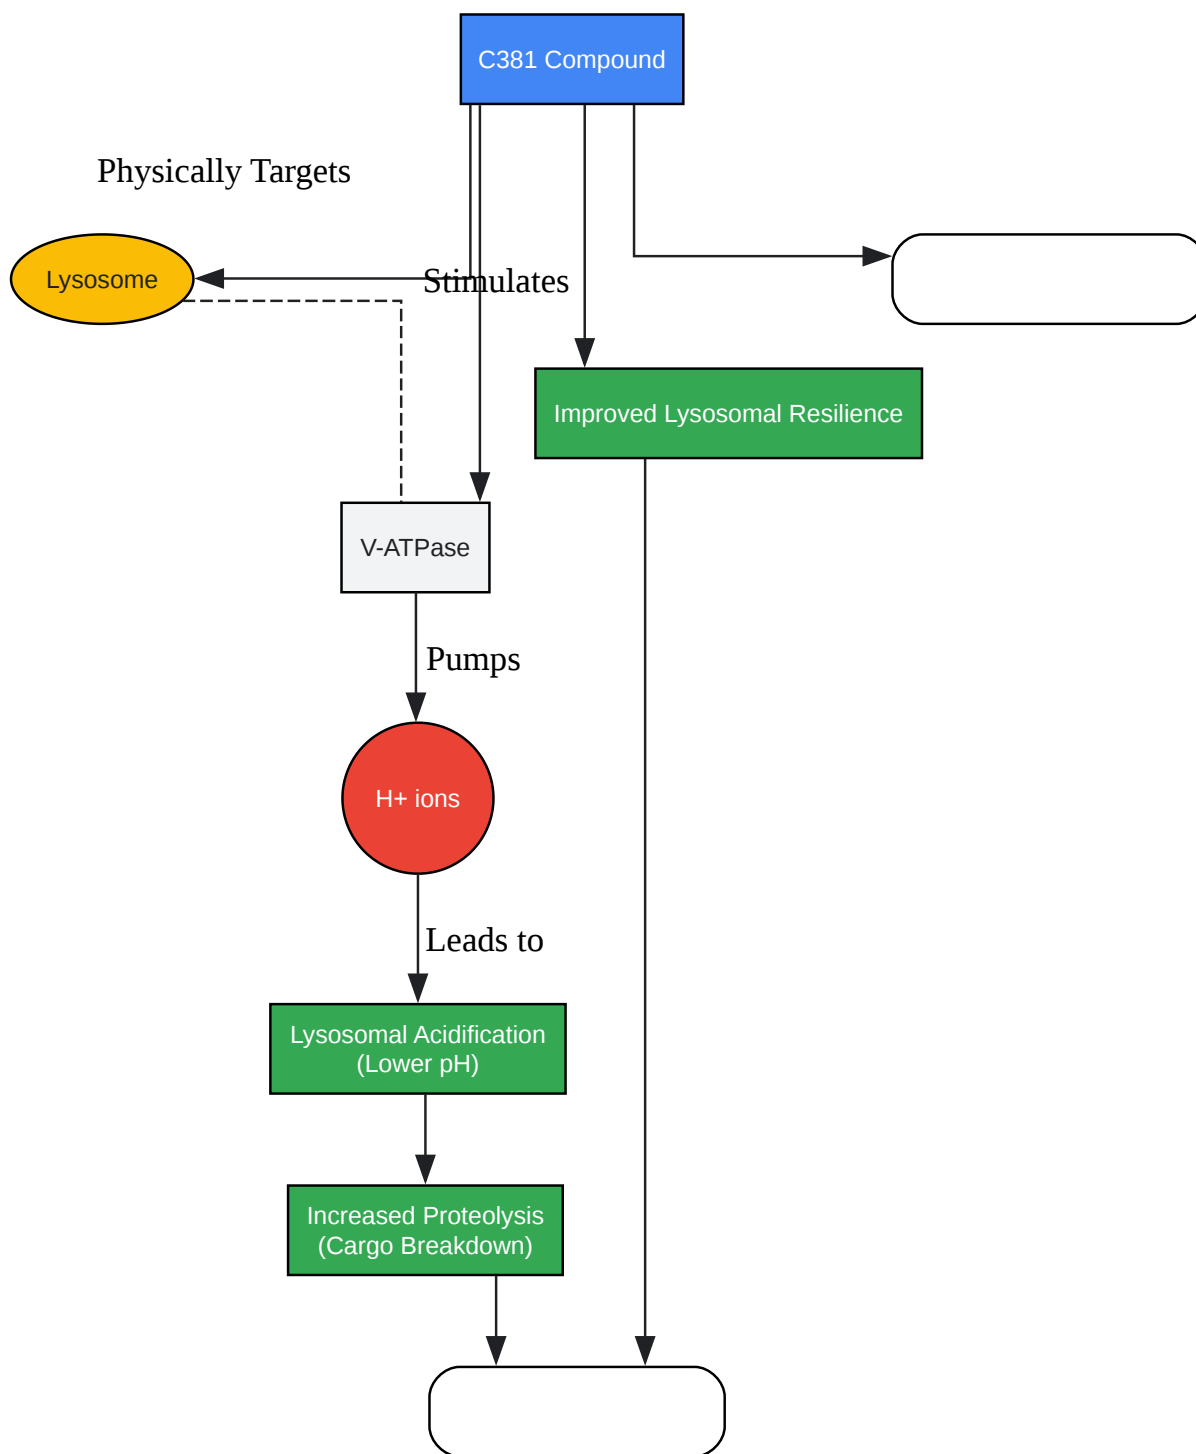 C381 Compound
Physically Targets
Lysosome
Stimulates
Improved Lysosomal Resilience
V-ATPase
Pumps
H+ ions
Leads to
Lysosomal Acidification
(Lower pH)
Increased Proteolysis
(Cargo Breakdown)